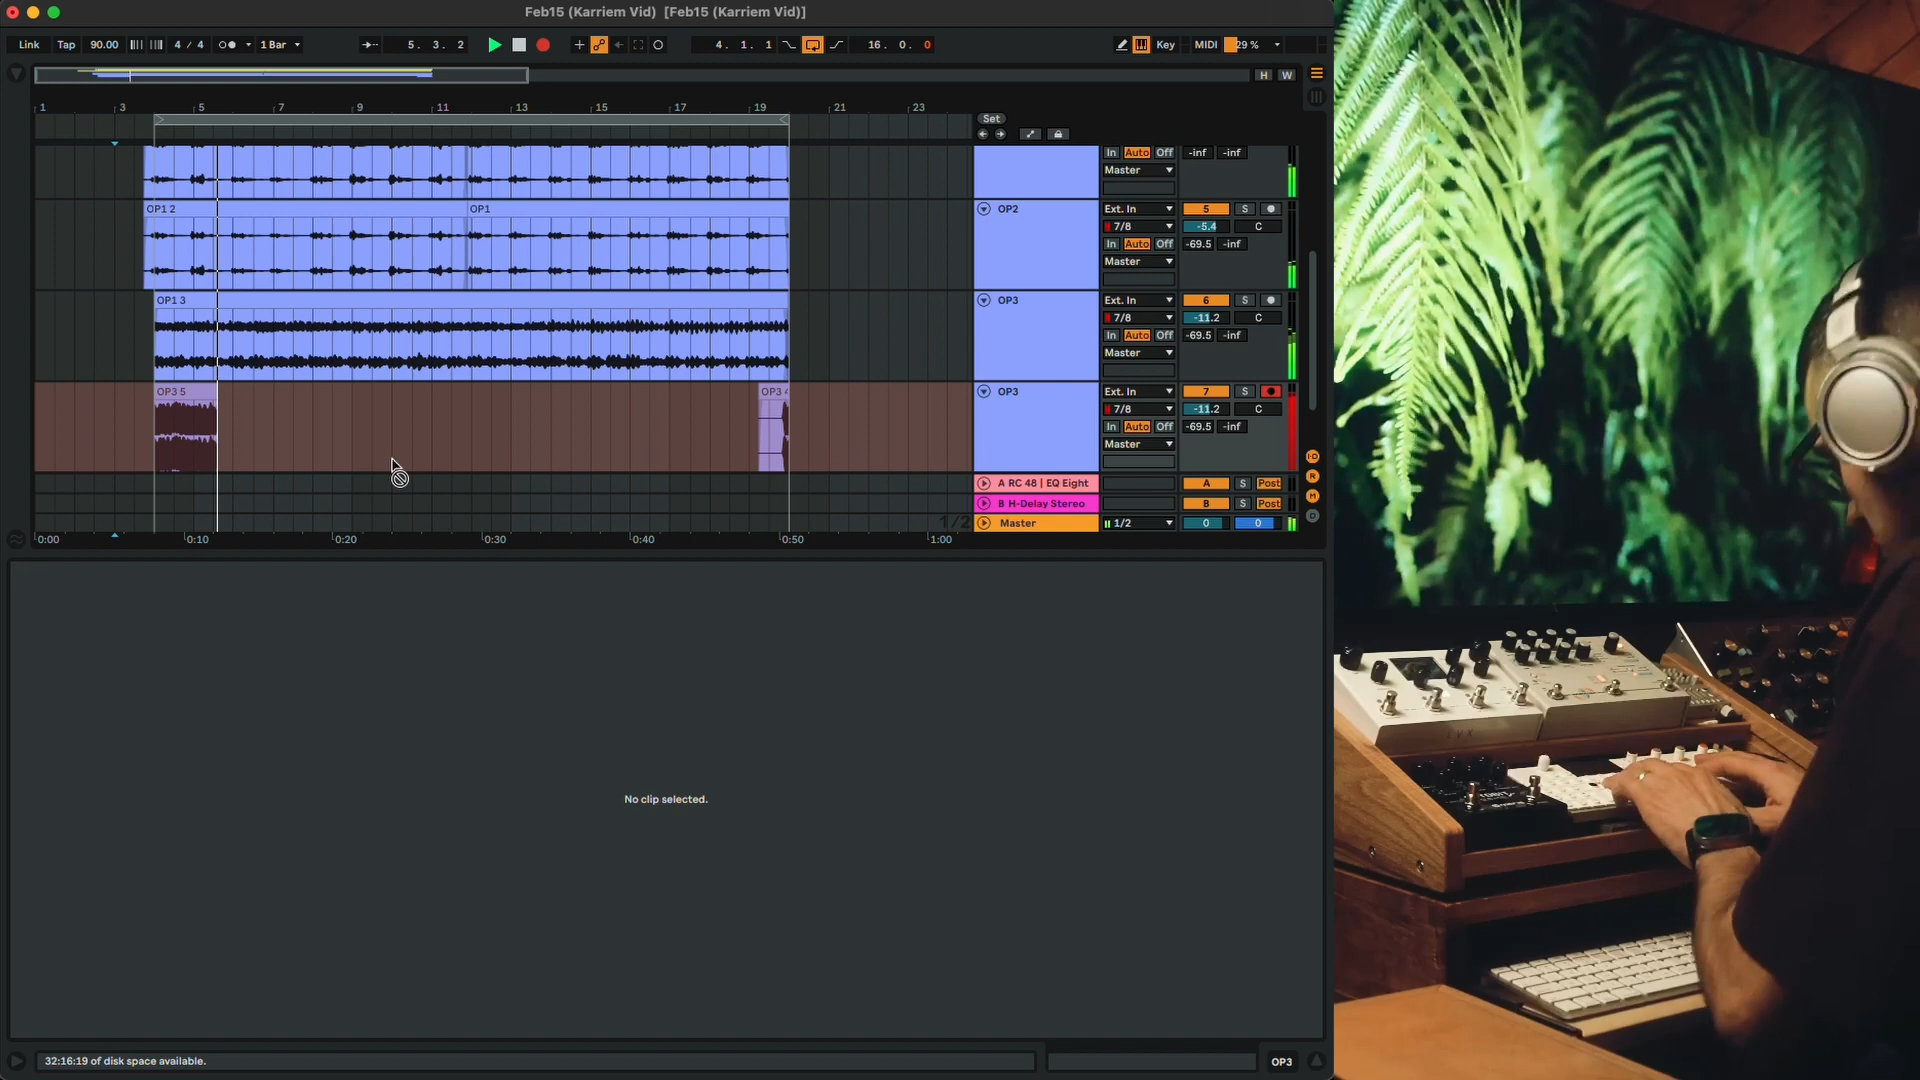 Feb15 (Karriem Vid) [Feb15 (Karriem Vid)]
Link Tap 90.00 4 / 4 1 Bar 5. 3. 2 4. 1. 1 16. 0. 0 Key MIDI 29 %
H W
1 3 5 7 9 11 13 15 17 19 21 23
Set
In Auto Off -inf -inf
Master
OP1 2 OP1 OP2 Ext. In 5 S
7/8 -5.4 C
In Auto Off -69.5 -inf
Master
OP1 3 OP3 Ext. In 6 S
7/8 -11.2 C
In Auto Off -69.5 -inf
Master
OP3 5 OP3 4 OP3 Ext. In 7 S
7/8 -11.2 C
In Auto Off -69.5 -inf
Master
A RC 48 | EQ Eight A S Post
B H-Delay Stereo B S Post
1/2 Master 1/2 0 0
0:00 0:10 0:20 0:30 0:40 0:50 1:00
No clip selected.
32:16:19 of disk space available. OP3